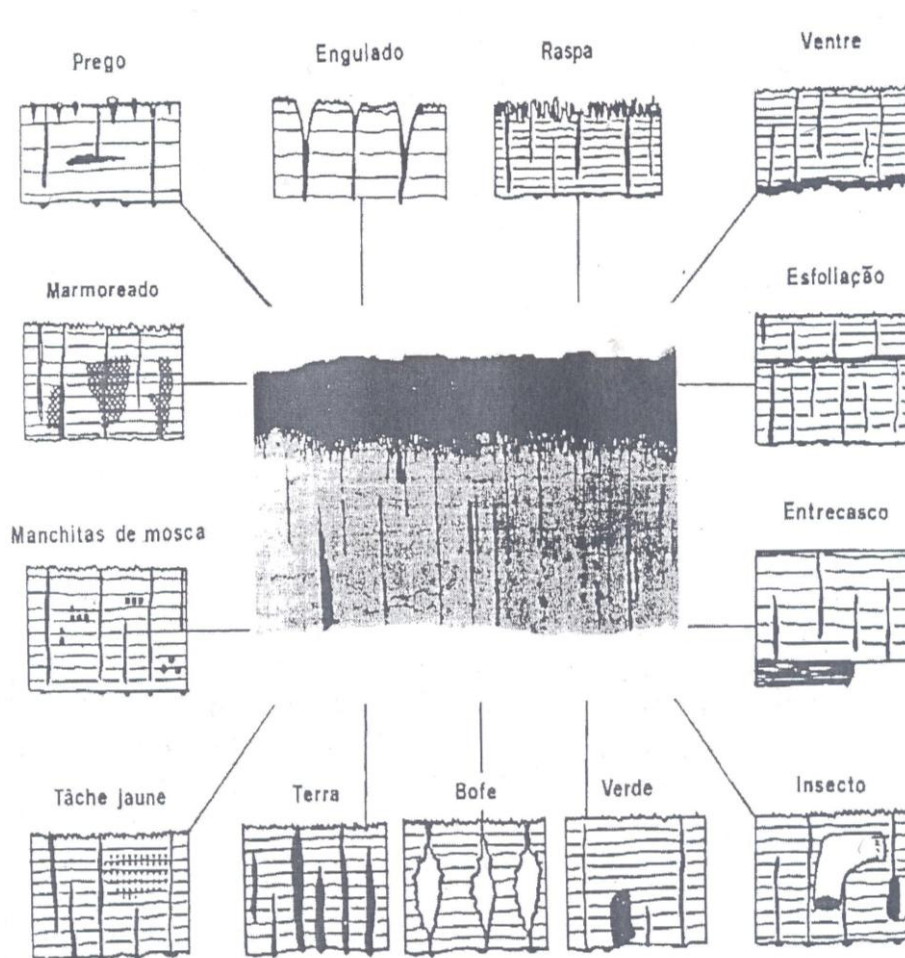 Prego
Engulado
Raspa
Ventre
Marmoreado
Esfoliação
Manchitas de mosca
Entrecasco
Tâche jaune
Terra
Bofe
Verde
Insecto